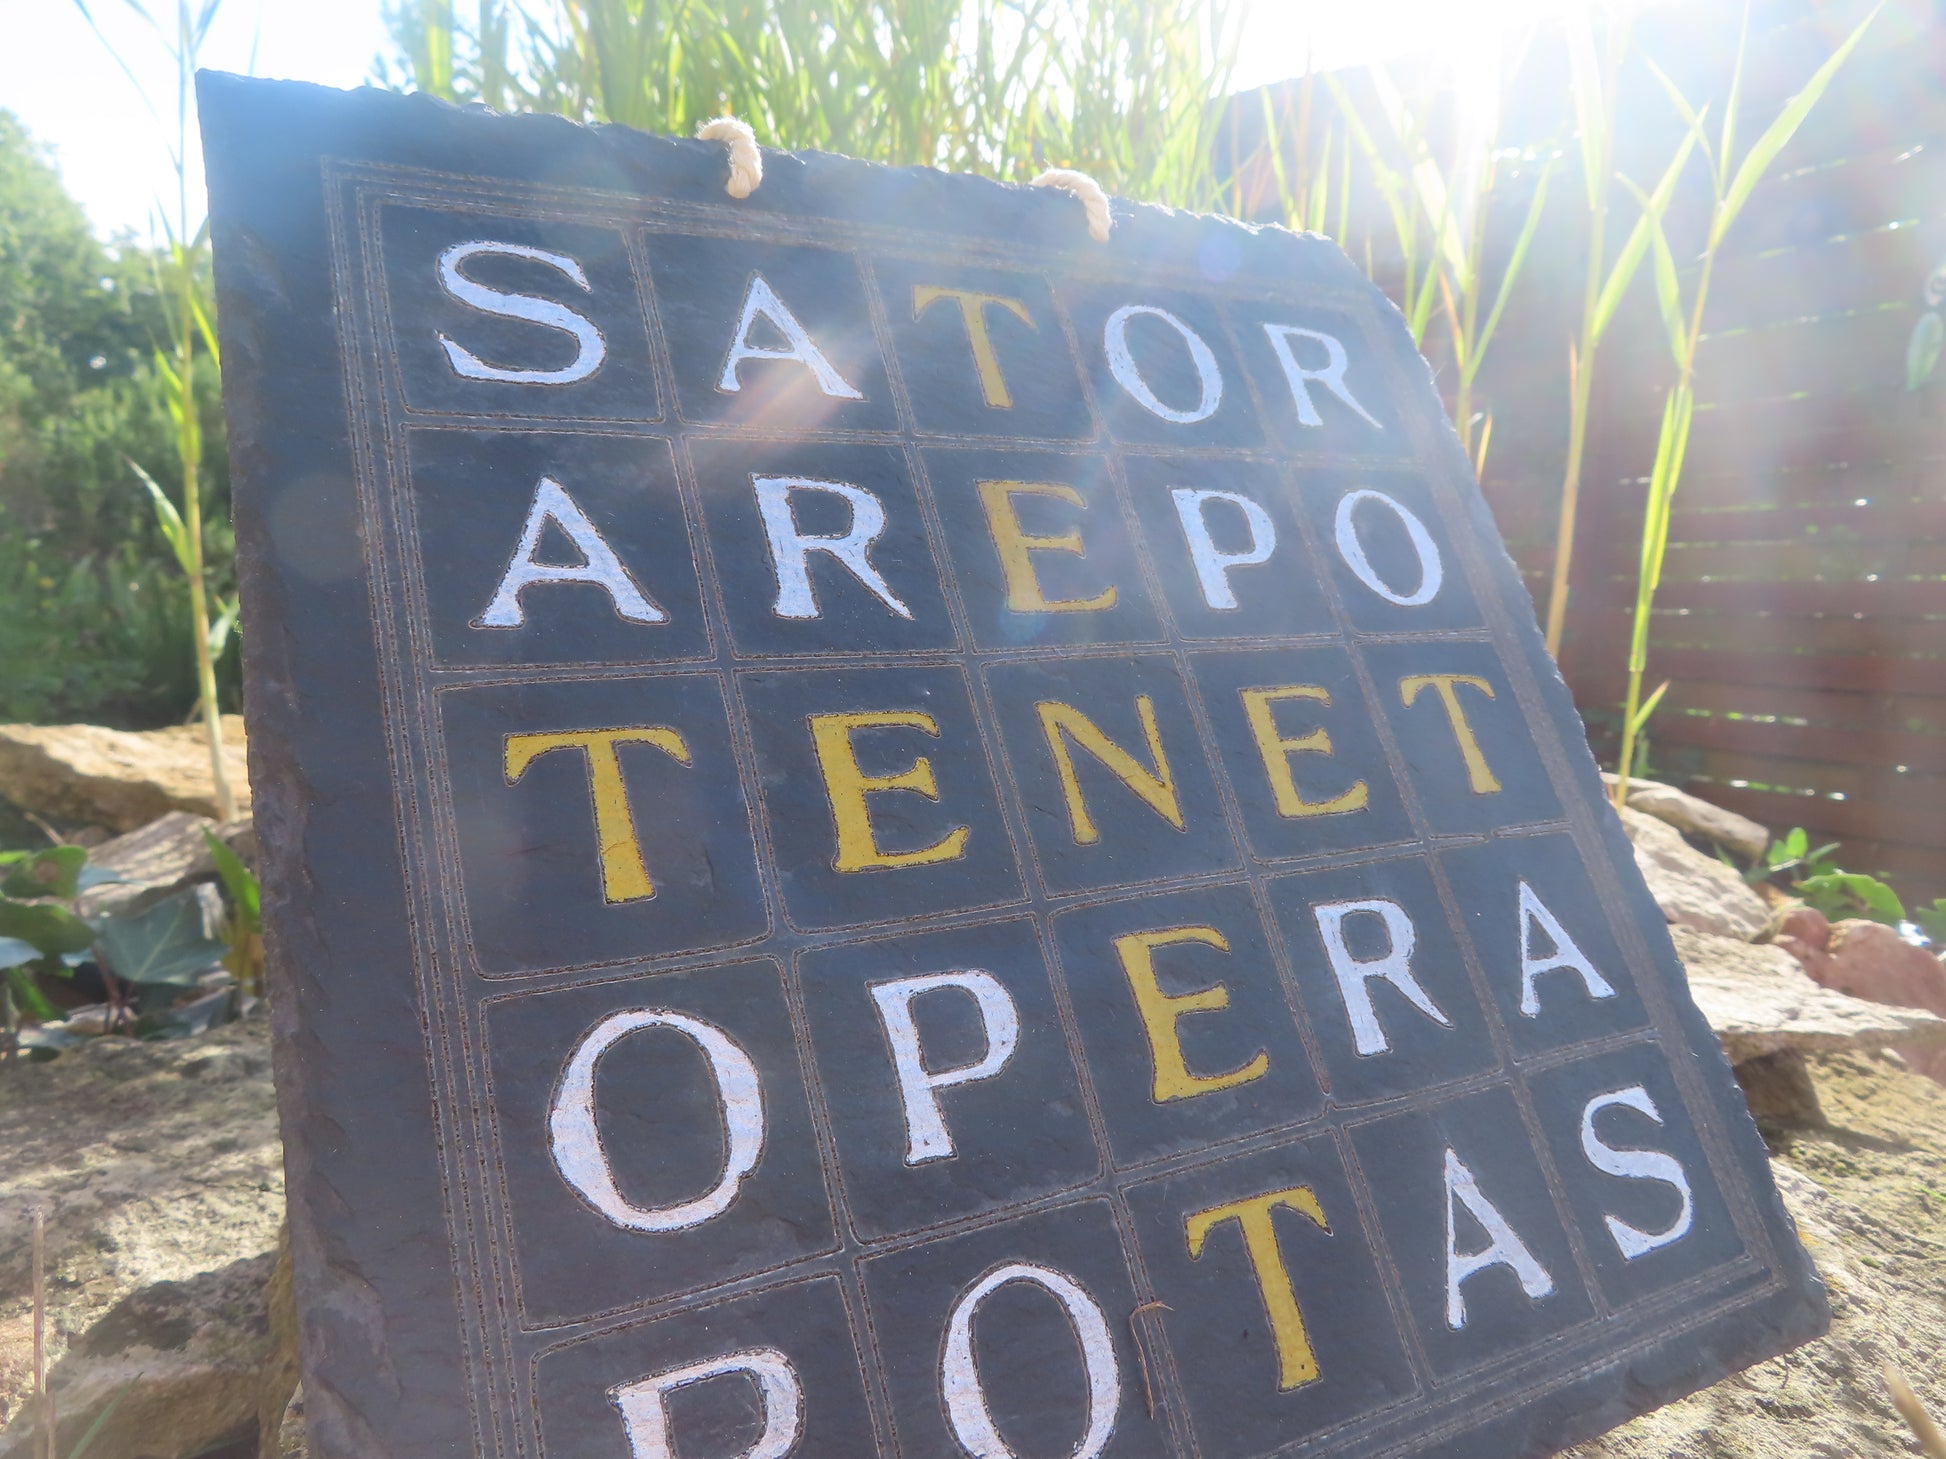 SATOR
AREPO
TENET
OPERA
ROTAS